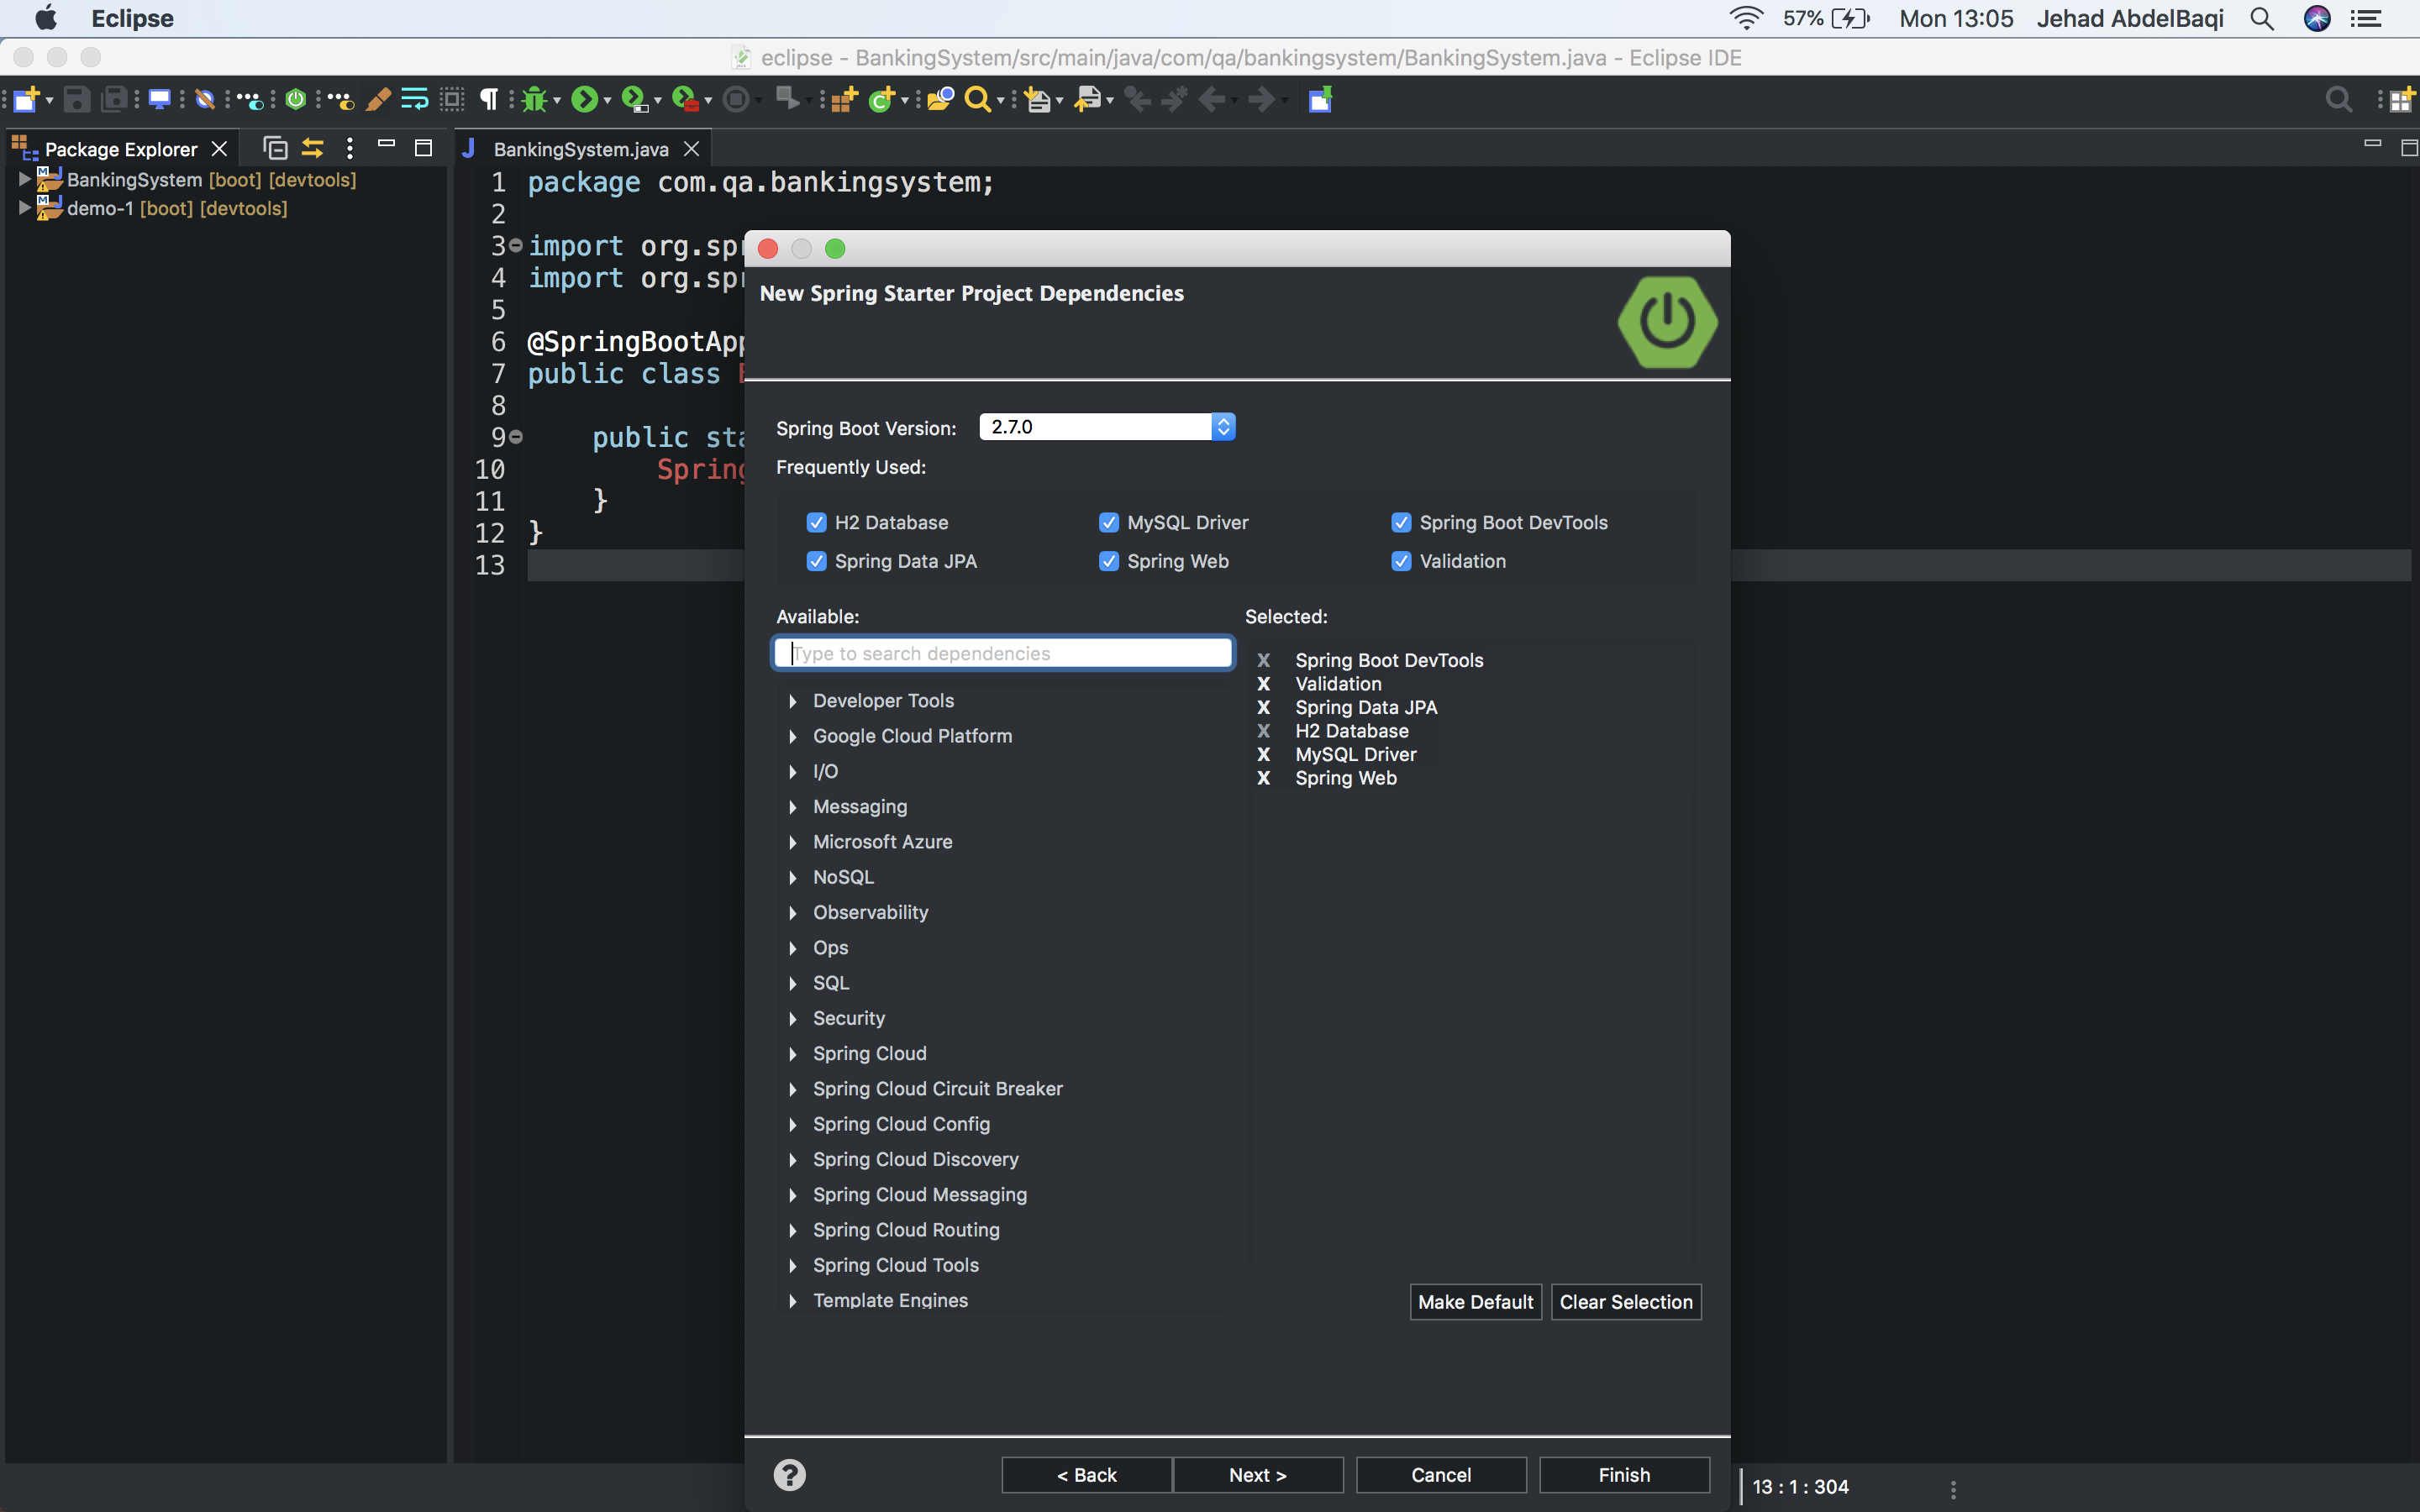 Eclipse
57%
Mon 13:05
Jehad AbdelBaqi
eclipse - BankingSystem/src/main/java/com/qa/bankingsystem/BankingSystem.java - Eclipse IDE
Package Explorer
BankingSystem [boot] [devtools]
demo-1 [boot] [devtools]
BankingSystem.java
1 package com.qa.bankingsystem;
2
3 import org.sp
4 import org.sp
5
6 @SpringBootAp
7 public class
8
9 public sta
10 Spring
11 }
12 }
13
New Spring Starter Project Dependencies
Spring Boot Version: 2.7.0
Frequently Used:
H2 Database MySQL Driver Spring Boot DevTools
Spring Data JPA Spring Web Validation
Available:
Type to search dependencies
Developer Tools
Google Cloud Platform
I/O
Messaging
Microsoft Azure
NoSQL
Observability
Ops
SQL
Security
Spring Cloud
Spring Cloud Circuit Breaker
Spring Cloud Config
Spring Cloud Discovery
Spring Cloud Messaging
Spring Cloud Routing
Spring Cloud Tools
Template Engines
Selected:
X Spring Boot DevTools
X Validation
X Spring Data JPA
X H2 Database
X MySQL Driver
X Spring Web
Make Default Clear Selection
? < Back Next > Cancel Finish
13 : 1 : 304